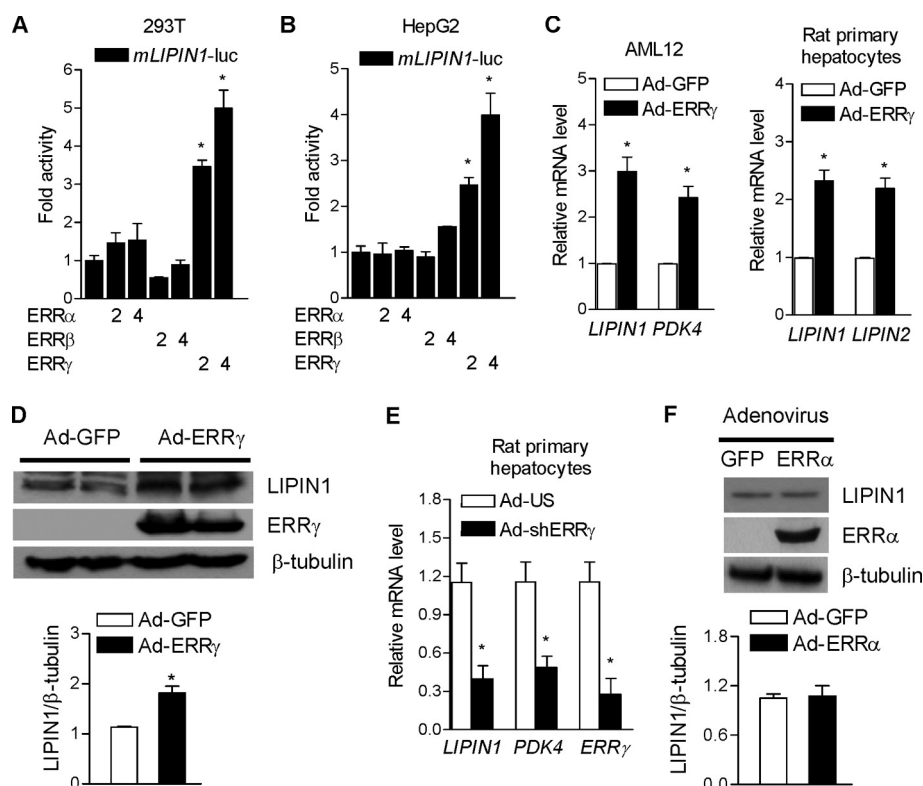 A
293T
mLIPIN1-luc
Fold activity
6
5
4
3
2
1
0
ERRα 2 4
ERRβ 2 4
ERRγ 2 4
B
HepG2
mLIPIN1-luc
Fold activity
5
4
3
2
1
0
ERRα 2 4
ERRβ 2 4
ERRγ 2 4
* *
* *
C
AML12
Ad-GFP
Ad-ERRγ
Relative mRNA level
5
4
3
2
1
0
* *
LIPIN1 PDK4
Rat primary
hepatocytes
Ad-GFP
Ad-ERRγ
Relative mRNA level
4
3
2
1
0
* *
LIPIN1 LIPIN2
D
Ad-GFP Ad-ERRγ
LIPIN1
ERRγ
β-tubulin
Ad-GFP
Ad-ERRγ
LIPIN1/β-tubulin
3
2
1
0
*
E
Rat primary
hepatocytes
Ad-US
Ad-shERRγ
Relative mRNA level
1.8
1.5
1.2
0.9
0.6
0.3
0.0
* * *
LIPIN1 PDK4 ERRγ
F
Adenovirus
GFP ERRα
LIPIN1
ERRα
β-tubulin
Ad-GFP
Ad-ERRα
LIPIN1/β-tubulin
1.8
1.2
0.6
0.0